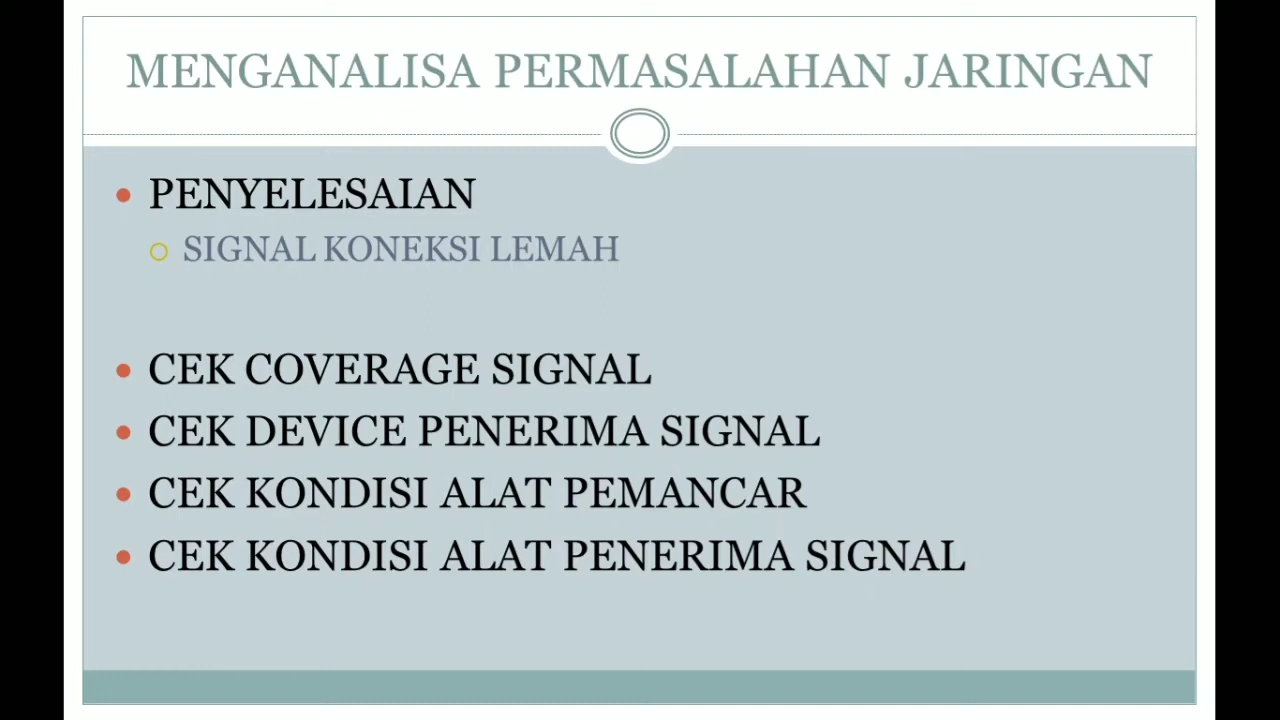 MENGANALISA PERMASALAHAN JARINGAN
PENYELESAIAN
SIGNAL KONEKSI LEMAH
CEK COVERAGE SIGNAL
CEK DEVICE PENERIMA SIGNAL
CEK KONDISI ALAT PEMANCAR
CEK KONDISI ALAT PENERIMA SIGNAL